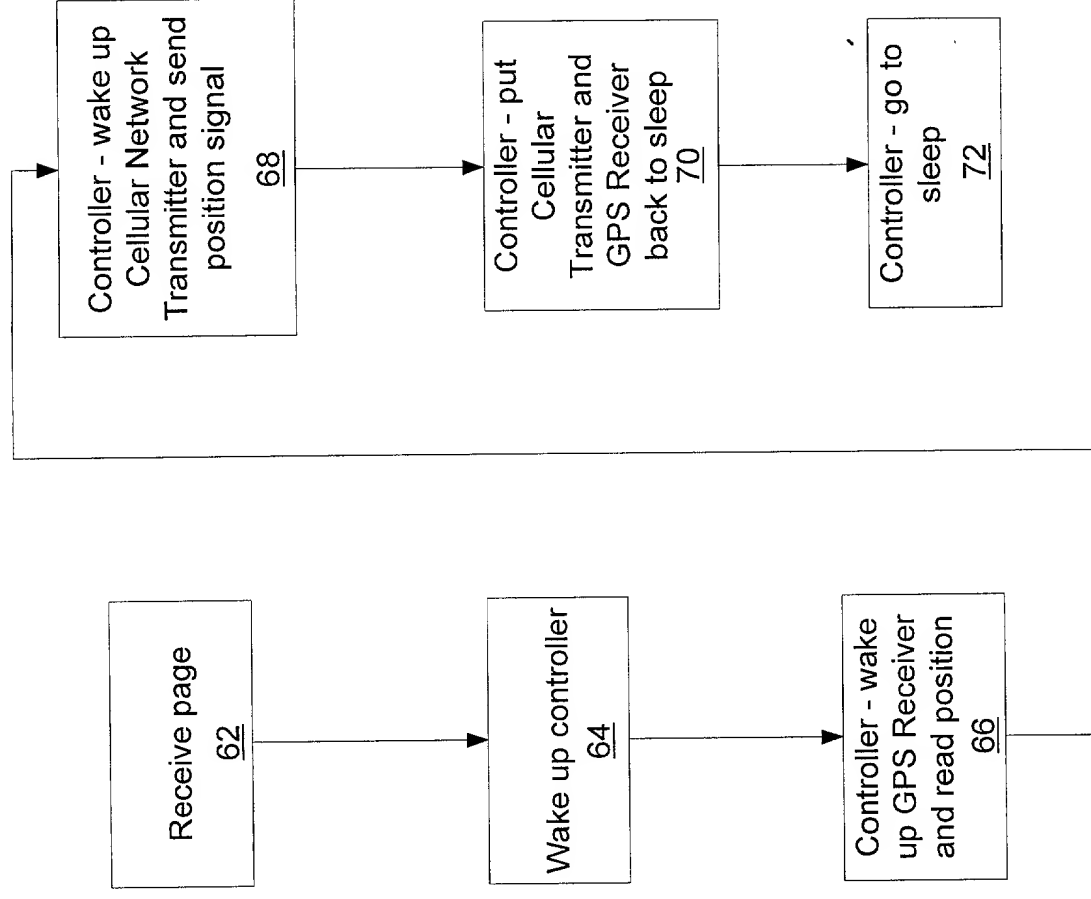 Receive page
62
Wake up controller
64
Controller - wake
up GPS Receiver
and read position
66
Controller - wake up
Cellular Network
Transmitter and send
position signal
68
Controller - put
Cellular
Transmitter and
GPS Receiver
back to sleep
70
Controller - go to
sleep
72